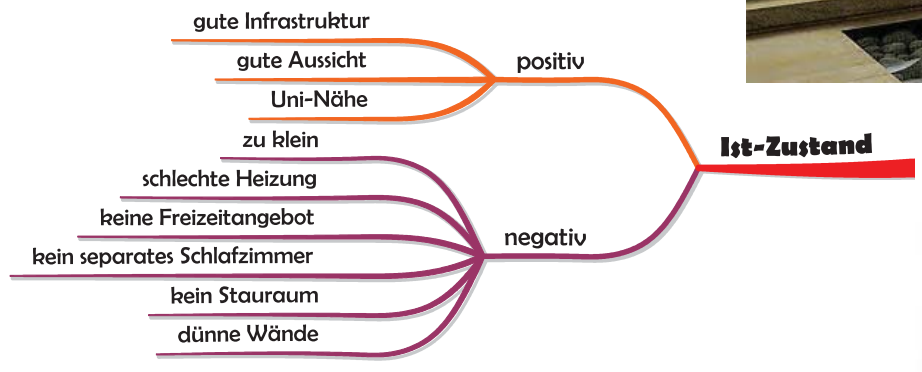 gute Infrastruktur
gute Aussicht
positiv
Uni-Nähe
zu klein
Ist-Zustand
schlechte Heizung
keine Freizeitangebot
negativ
kein separates Schlafzimmer
kein Stauraum
dünne Wände